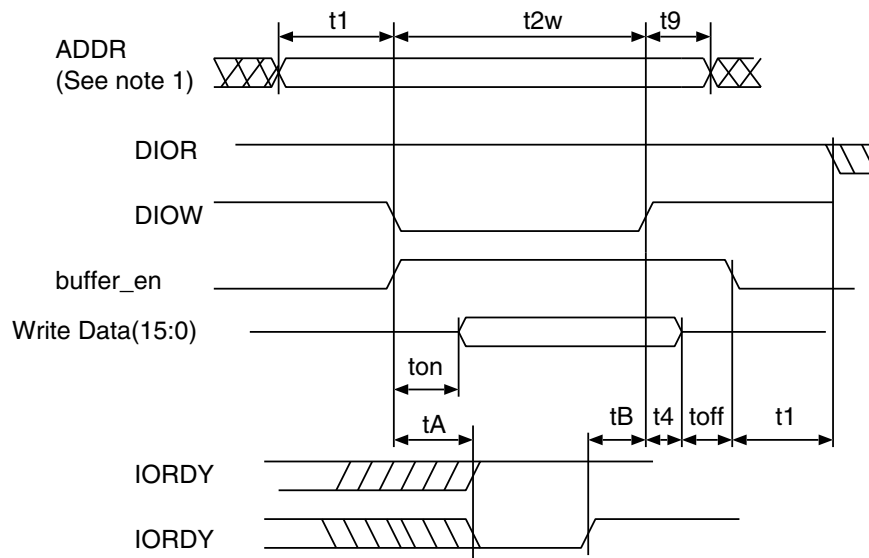 t1 t2w t9
ADDR
(See note 1)
DIOR
DIOW
buffer_en
Write Data(15:0)
ton
tA tB t4 toff t1
IORDY
IORDY